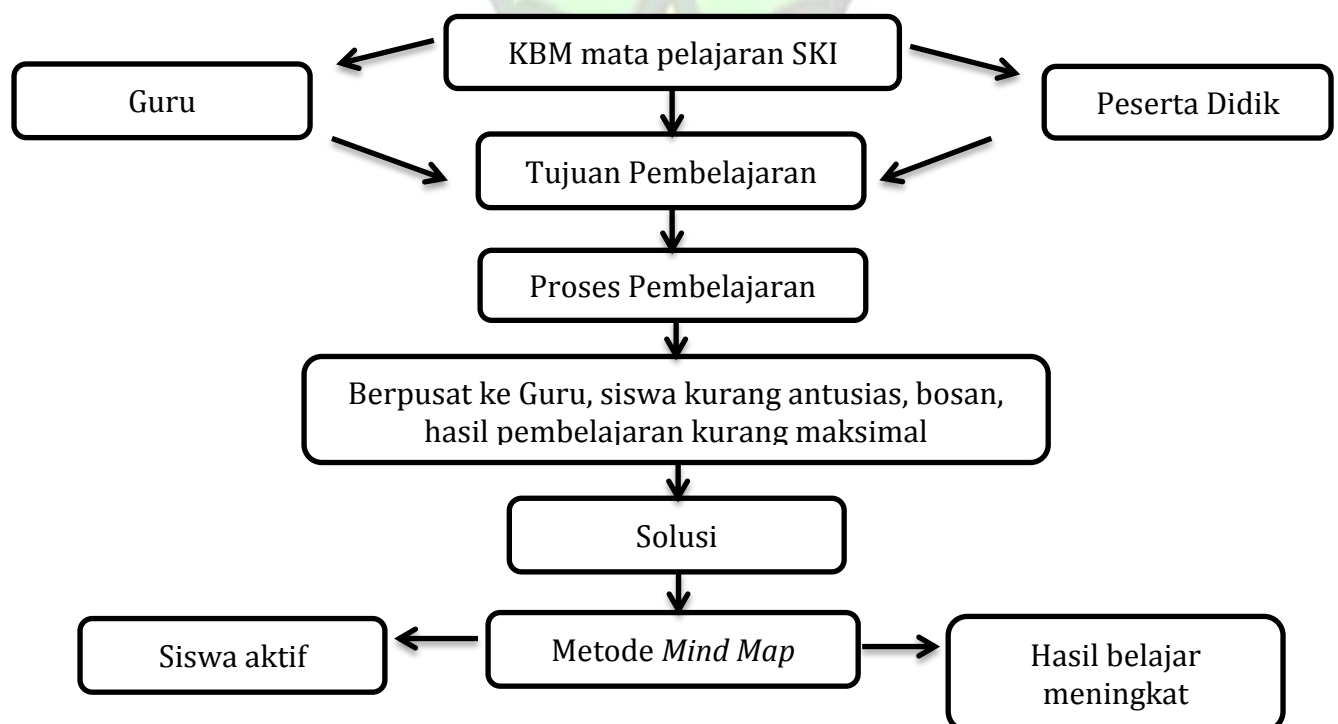 KBM mata pelajaran SKI
Guru
Peserta Didik
Tujuan Pembelajaran
Proses Pembelajaran
Berpusat ke Guru, siswa kurang antusias, bosan,
hasil pembelajaran kurang maksimal
Solusi
Siswa aktif
Metode Mind Map
Hasil belajar
meningkat